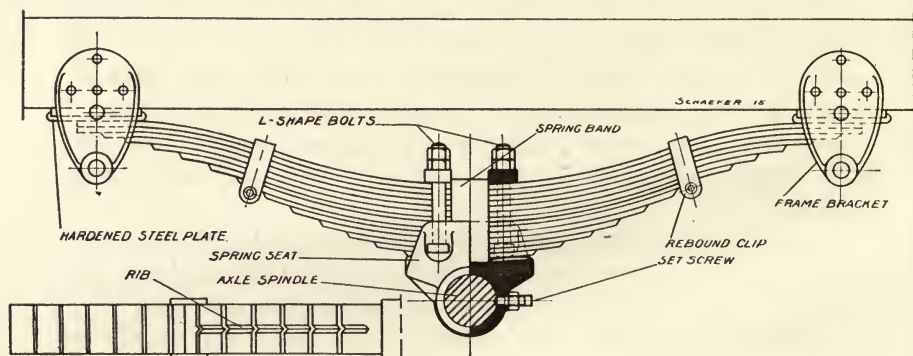 SCHAEFER 15
L-SHAPE BOLTS
SPRING BAND
FRAME BRACKET
HARDENED STEEL PLATE.
REBOUND CLIP
SPRING SEAT
SET SCREW
RIB
AXLE SPINDLE